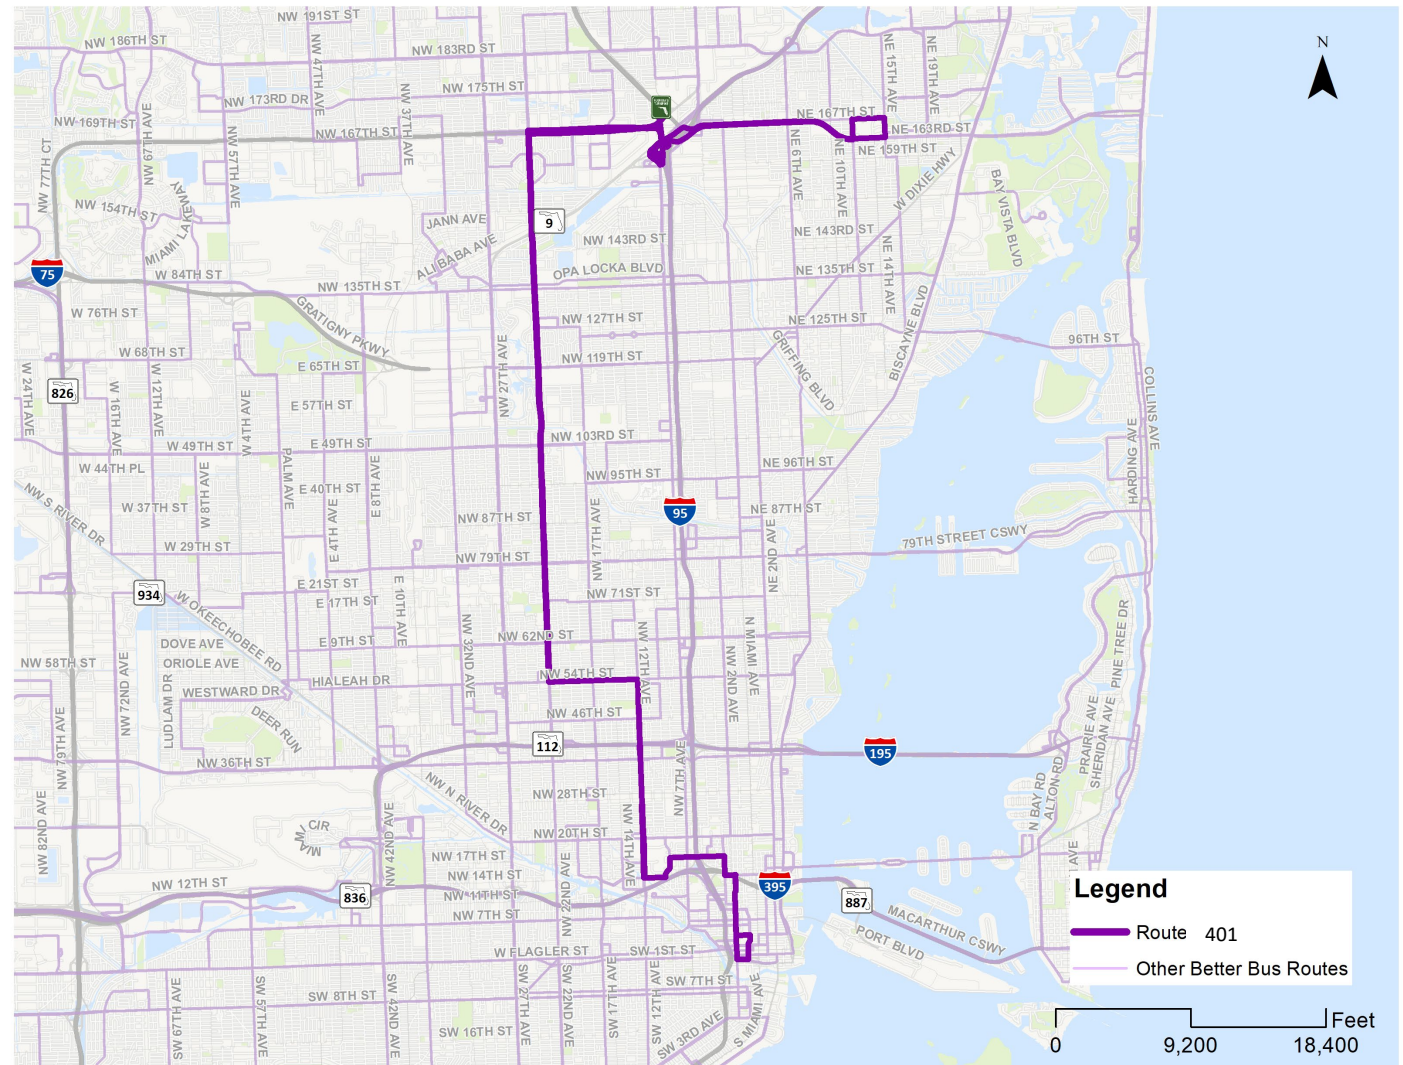 NW 191ST ST
N
NW 186TH ST
NW 183RD ST
NW 47TH AVE
NE 15TH AVE
NE 19TH AVE
NW 175TH ST
NW 173RD DR
NW 37TH AVE
NW 169TH ST
NW 67TH AVE
NE 167TH ST
NW 167TH ST
NE 163RD ST
NW 57TH AVE
NE 6TH AVE
NE 10TH AVE
NE 159TH ST
NW 77TH CT
W DIXIE HWY
BAY VISTA BLVD
NW 154TH ST
MIAMI LAKEWAY
JANN AVE
9
NE 143RD ST
NW 143RD ST
ALI BABA AVE
NE 14TH AVE
75
W 84TH ST
OPA LOCKA BLVD
NE 135TH ST
NW 135TH ST
GRATIGNY PKWY
BISCAYNE BLVD
W 76TH ST
NW 127TH ST
NE 125TH ST
96TH ST
W 68TH ST
NW 27TH AVE
NW 119TH ST
GRIFFING BLVD
E 65TH ST
W 24TH AVE
826
W 16TH AVE
W 12TH AVE
W 4TH AVE
COLLINS AVE
E 57TH ST
HARDING AVE
W 49TH ST
E 49TH ST
NW 103RD ST
W 44TH PL
W 8TH AVE
PALM AVE
E 8TH AVE
NE 96TH ST
NW 95TH ST
E 40TH ST
NW S RIVER DR
W 37TH ST
E 4TH AVE
NW 87TH ST
95
NE 87TH ST
NW 17TH AVE
NE 2ND AVE
79TH STREET CSWY
W 29TH ST
NW 79TH ST
E 21ST ST
E 10TH AVE
934
W OKEECHOBEE RD
E 17TH ST
NW 71ST ST
PINE TREE DR
DOVE AVE
E 9TH ST
NW 32ND AVE
NW 62ND ST
NW 12TH AVE
N MIAMI AVE
NW 58TH ST
ORIOLE AVE
NW 72ND AVE
LUDLAM DR
WESTWARD DR
HIALEAH DR
NW 54TH ST
NW 2ND AVE
NW 79TH AVE
DEER RUN
NW 46TH ST
PRAIRIE AVE
SHERIDAN AVE
112
195
NW 36TH ST
NW 7TH AVE
ALTON RD
N BAY RD
NW N RIVER DR
NW 28TH ST
NW 82ND AVE
NW 42ND AVE
NW 14TH AVE
CIR
NW 20TH ST
NW 17TH ST
NW 22ND AVE
NW 14TH ST
NW 12TH ST
836
NW 11TH ST
395
887
AVE
Legend
NW 7TH ST
MACARTHUR CSWY
PORT BLVD
Route 401
W FLAGLER ST
SW 1ST ST
Other Better Bus Routes
SW 67TH AVE
SW 57TH AVE
SW 42ND AVE
SW 27TH AVE
SW 22ND AVE
SW 17TH AVE
SW 12TH AVE
SW 7TH ST
SW 8TH ST
S MIAMI AVE
SW 3RD AVE
SW 16TH ST
Feet
0 9,200 18,400